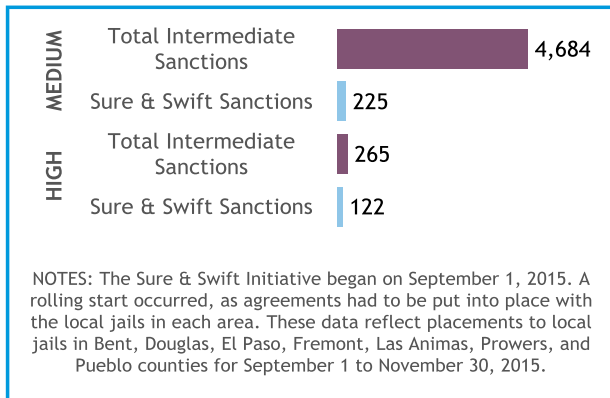 MEDIUM
Total Intermediate
Sanctions
4,684
Sure & Swift Sanctions
225
HIGH
Total Intermediate
Sanctions
265
Sure & Swift Sanctions
122
NOTES: The Sure & Swift Initiative began on September 1, 2015. A
rolling start occurred, as agreements had to be put into place with
the local jails in each area. These data reflect placements to local
jails in Bent, Douglas, El Paso, Fremont, Las Animas, Prowers, and
Pueblo counties for September 1 to November 30, 2015.